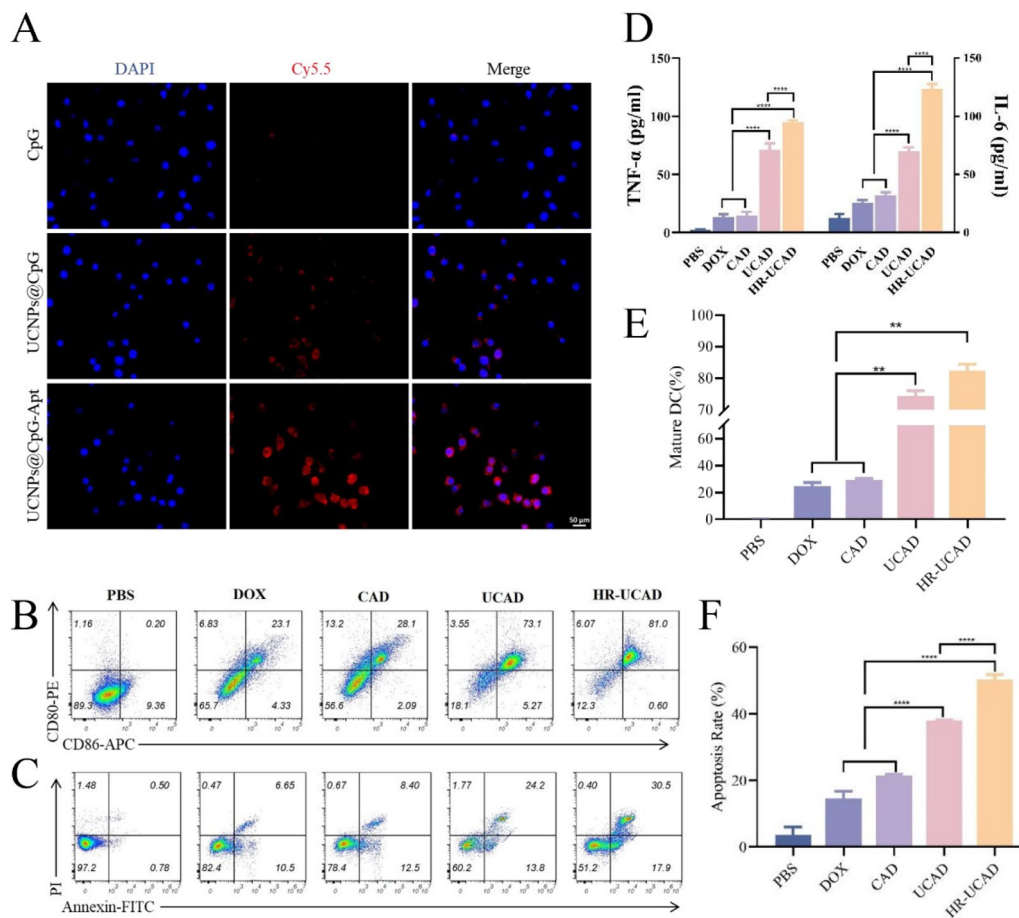 A
DAPI
Cy5.5
Merge
CpG
UCNPs@CpG
UCNPs@CpG-Apt
50 μm
D
TNF-α (pg/ml)
IL-6 (pg/ml)
150
100
50
0
150
100
50
0
****
****
****
****
****
****
PBS
DOX
CAD
UCAD
HR-UCAD
PBS
DOX
CAD
UCAD
HR-UCAD
E
Mature DC(%)
100
90
80
70
60
40
20
0
**
**
PBS
DOX
CAD
UCAD
HR-UCAD
B
PBS
DOX
CAD
UCAD
HR-UCAD
1.16 0.20
6.83 23.1
13.2 28.1
3.55 73.1
6.07 81.0
89.3 9.36
65.7 4.33
56.6 2.09
18.1 5.27
12.3 0.60
CD80-PE
CD86-APC
C
1.48 0.50
0.47 6.65
0.67 8.40
1.77 24.2
0.40 30.5
97.2 0.78
82.4 10.5
78.4 12.5
60.2 13.8
51.2 17.9
PI
Annexin-FITC
F
Apoptosis Rate (%)
60
40
20
0
****
****
****
PBS
DOX
CAD
UCAD
HR-UCAD